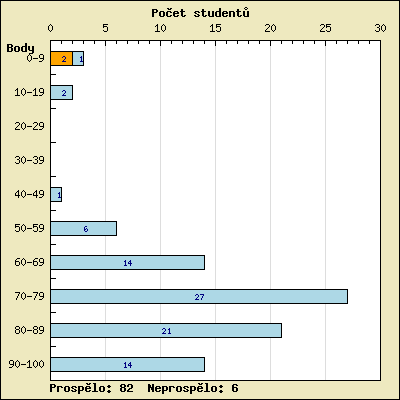 Počet studentů
0 5 10 15 20 25 30
Body
0-9 2 1
10-19 2
20-29
30-39
40-49 1
50-59 6
60-69 14
70-79 27
80-89 21
90-100 14
Prospělo: 82 Neprospělo: 6